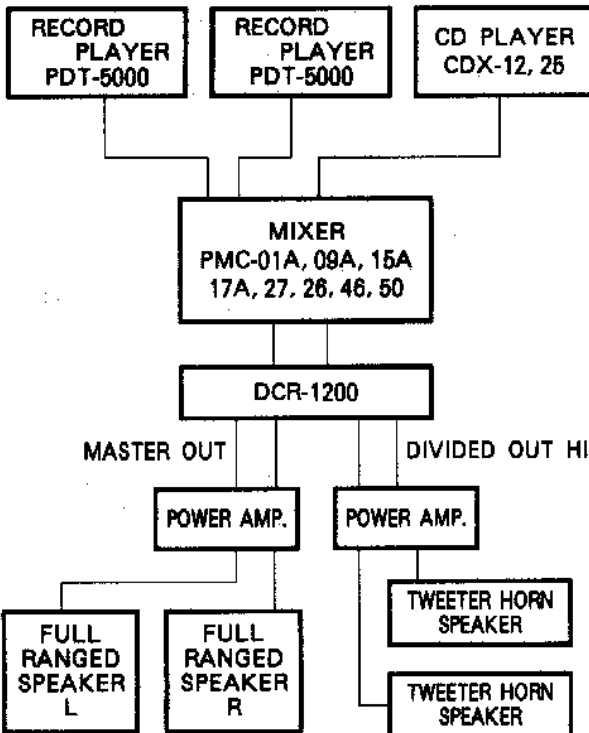 RECORD
PLAYER
PDT-5000
RECORD
PLAYER
PDT-5000
CD PLAYER
CDX-12, 25
MIXER
PMC-01A, 09A, 15A
17A, 27, 26, 46, 50
DCR-1200
MASTER OUT
DIVIDED OUT HI
POWER AMP.
POWER AMP.
FULL
RANGED
SPEAKER
L
FULL
RANGED
SPEAKER
R
TWEETER HORN
SPEAKER
TWEETER HORN
SPEAKER